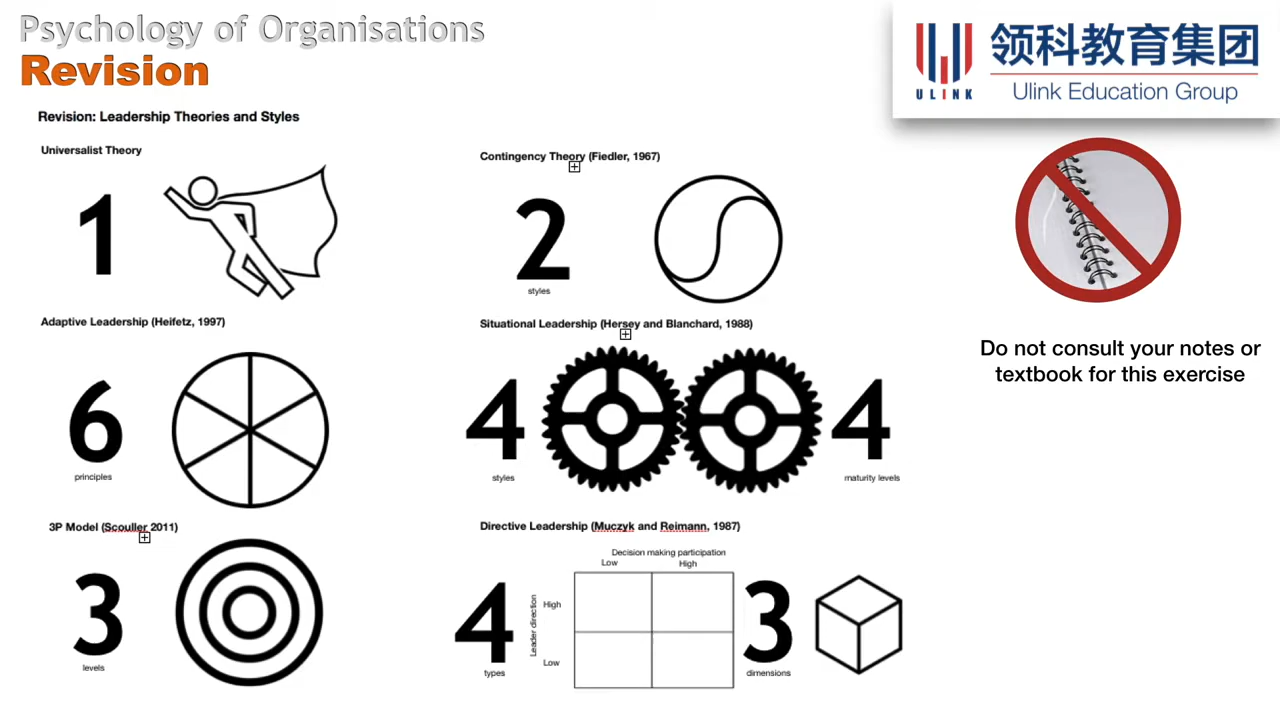 Psychology of Organisations
Revision
ULINK
领科教育集团
Ulink Education Group
Revision: Leadership Theories and Styles
Universalist Theory
1
Contingency Theory (Fiedler, 1967)
2
styles
Do not consult your notes or
textbook for this exercise
Adaptive Leadership (Heifetz, 1997)
6
principles
Situational Leadership (Hersey and Blanchard, 1988)
4
styles
4
maturity levels
3P Model (Scouller 2011)
3
levels
Directive Leadership (Muczyk and Reimann, 1987)
4
types
Decision making participation
Low
High
Leader direction
High
Low
3
dimensions